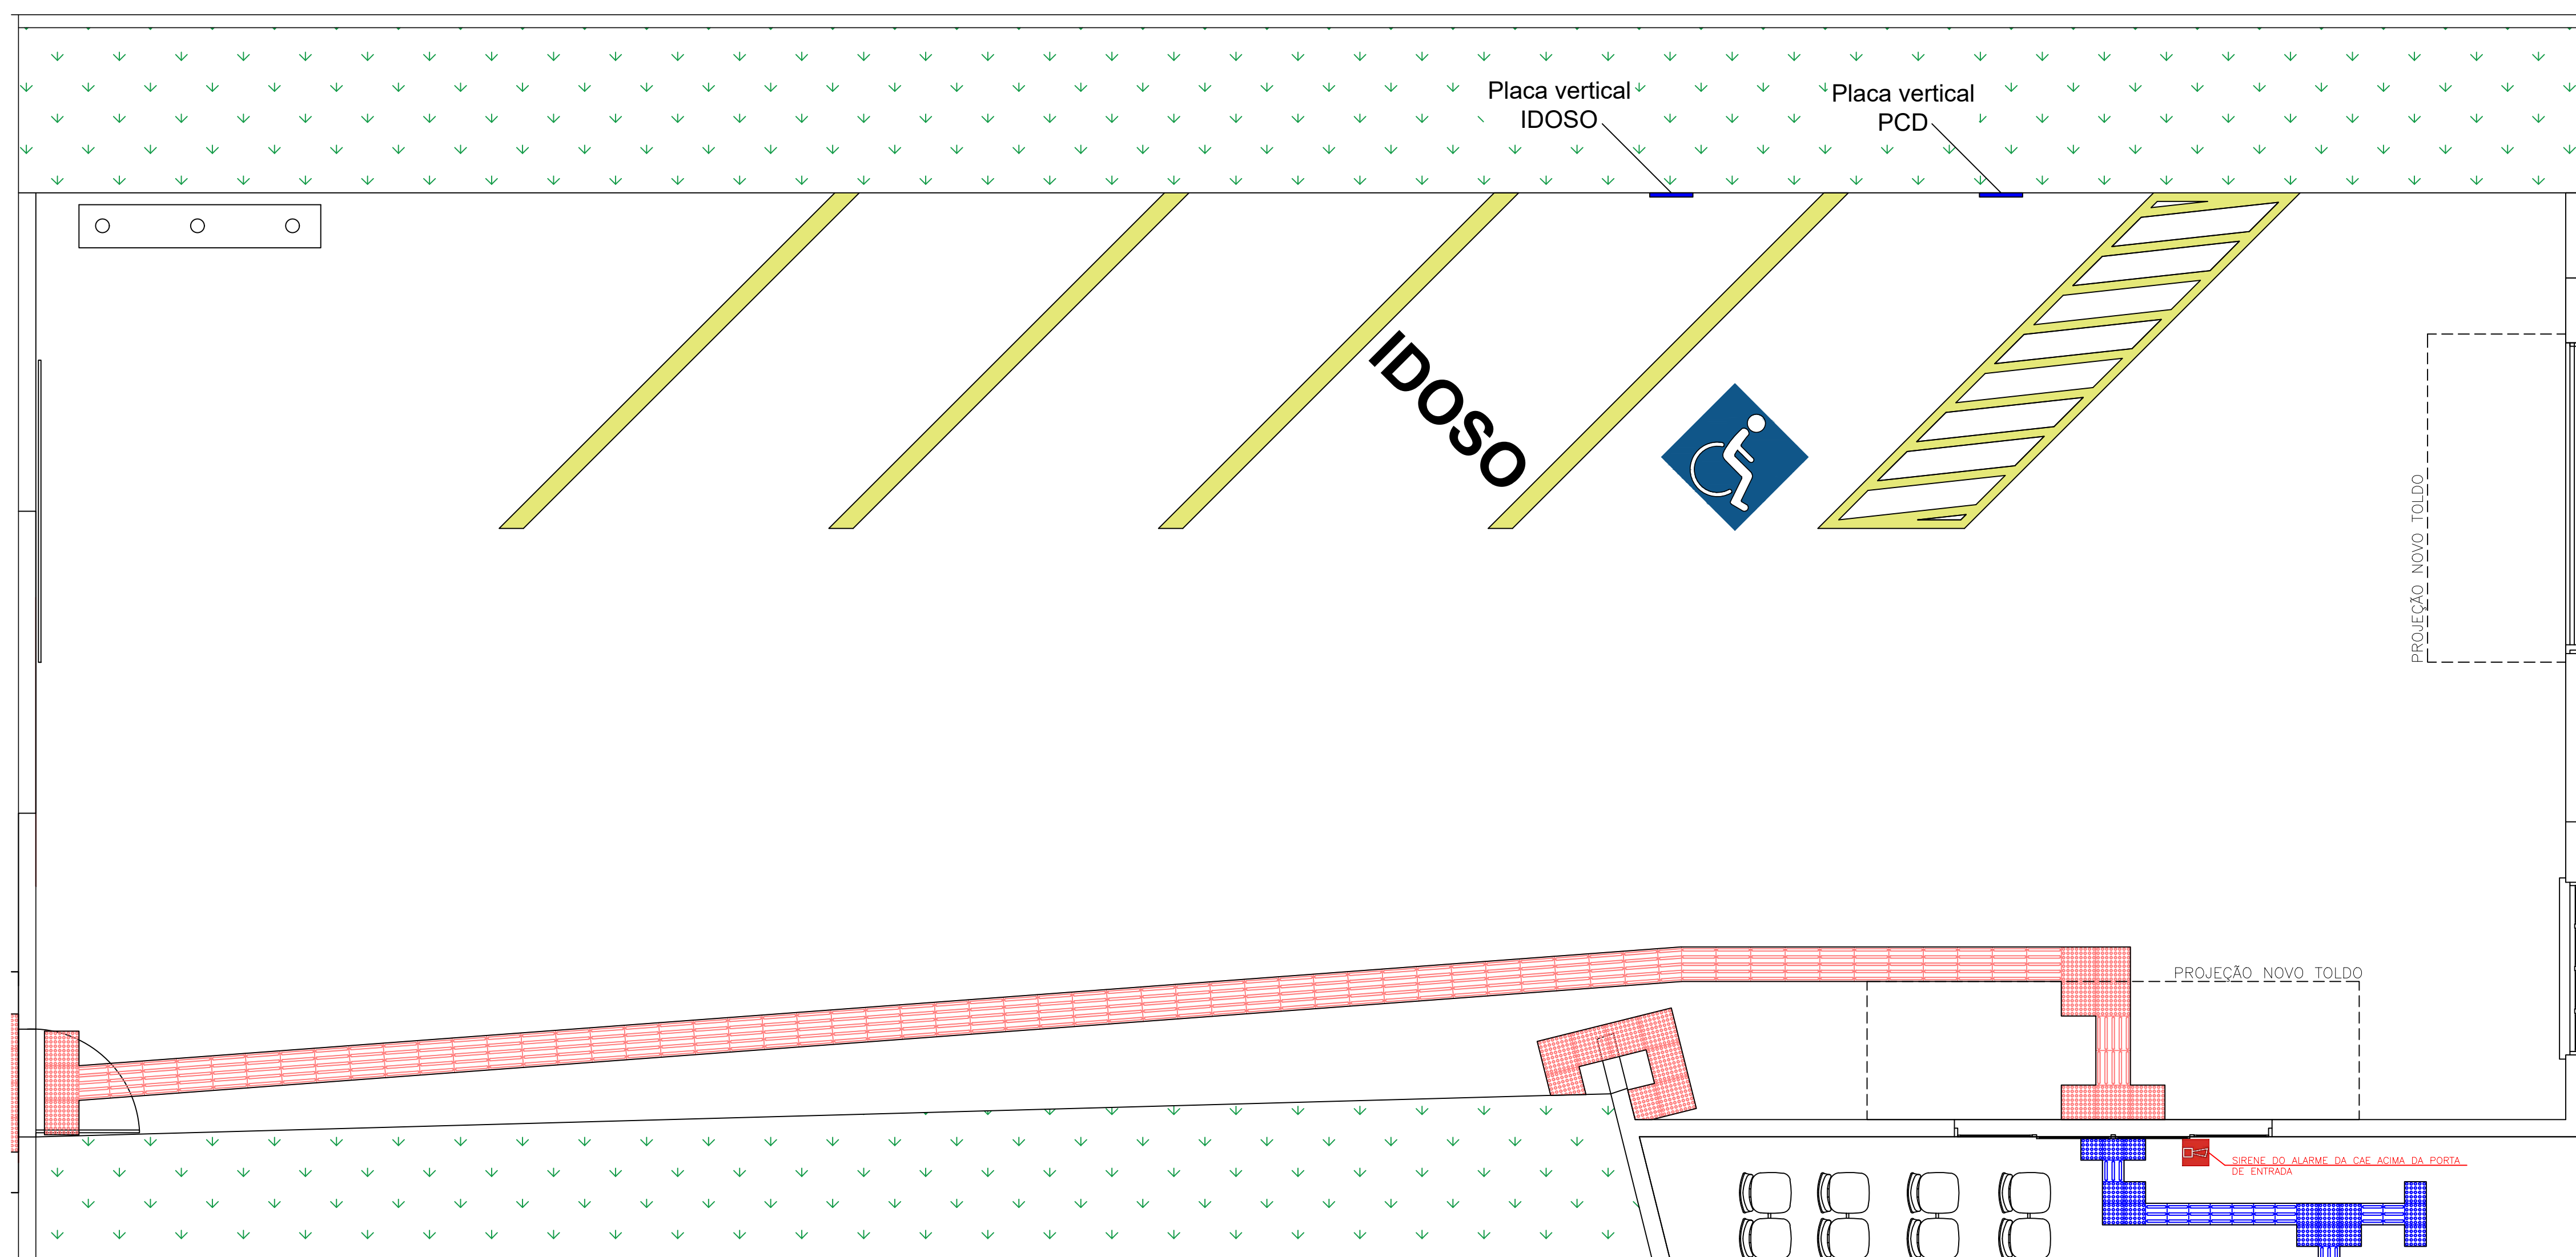 Placa vertical
IDOSO
Placa vertical
PCD
IDOSO
PROJEÇÃO NOVO TOLDO
PROJEÇÃO NOVO TOLDO
SIRENE DO ALARME DA CAE ACIMA DA PORTA
DE ENTRADA